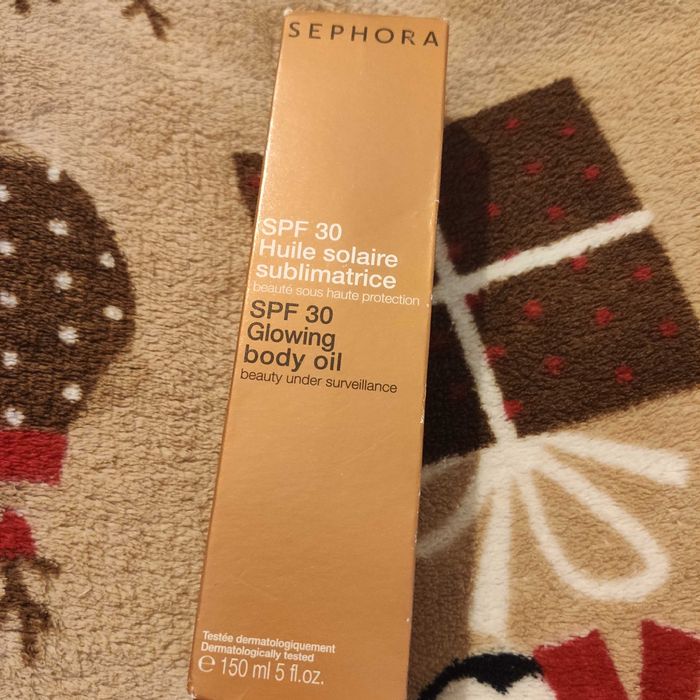 SEPHORA
SPF 30
Huile solaire
sublimatrice
beauté sous haute protection
SPF 30
Glowing
body oil
beauty under surveillance
Testée dermatologiquement
Dermatologically tested
℮ 150 ml 5 fl.oz.